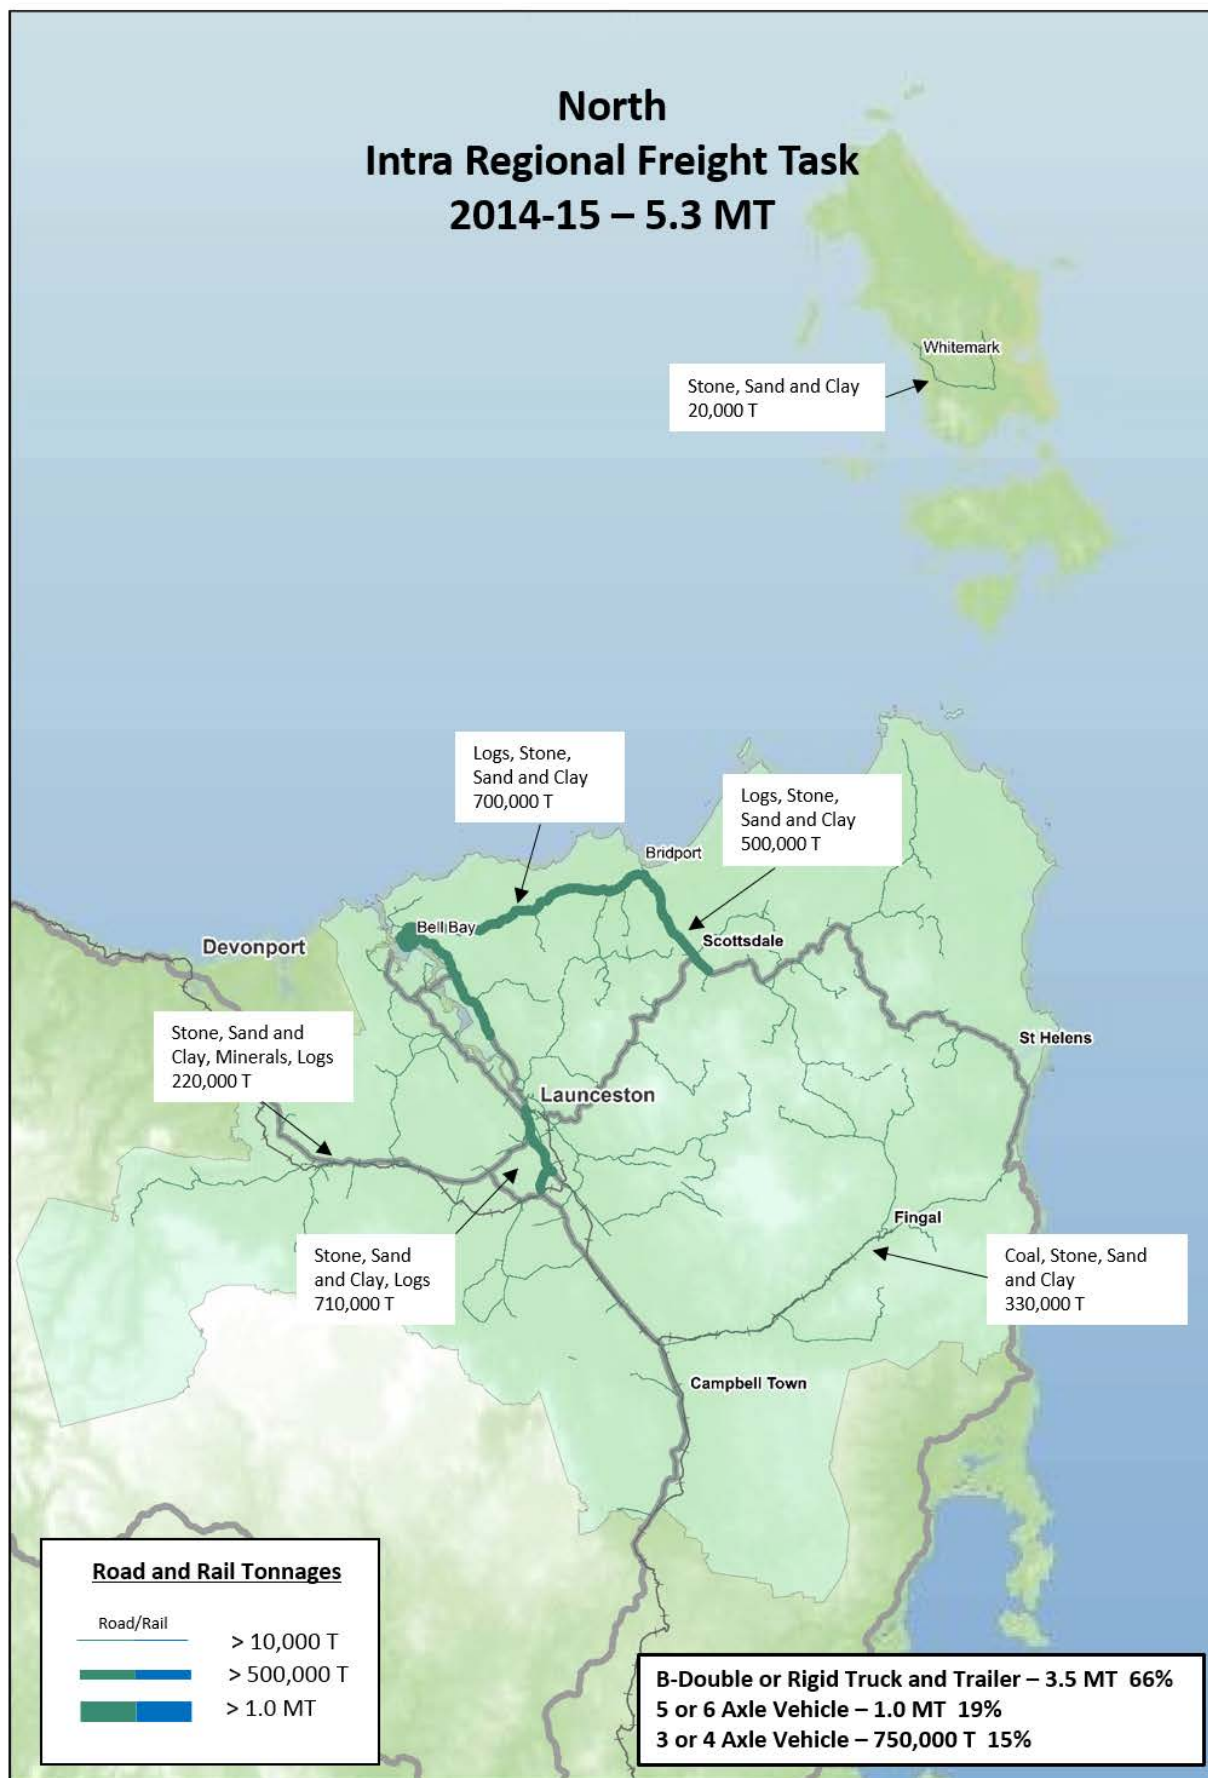 North
Intra Regional Freight Task
2014-15 – 5.3 MT
Whitemark
Stone, Sand and Clay
20,000 T
Logs, Stone,
Sand and Clay
700,000 T
Logs, Stone,
Sand and Clay
500,000 T
Bridport
Bell Bay
Devonport
Scottsdale
Stone, Sand and
Clay, Minerals, Logs
220,000 T
St Helens
Launceston
Fingal
Stone, Sand
and Clay, Logs
710,000 T
Coal, Stone, Sand
and Clay
330,000 T
Campbell Town
Road and Rail Tonnages
Road/Rail
> 10,000 T
> 500,000 T
> 1.0 MT
B-Double or Rigid Truck and Trailer – 3.5 MT 66%
5 or 6 Axle Vehicle – 1.0 MT 19%
3 or 4 Axle Vehicle – 750,000 T 15%